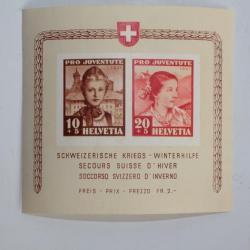 PRO JUVENTUTE PRO JUVENTUTE
10+5 HELVETIA 20+5 HELVETIA
SCHWEIZERISCHE KRIEGS - WINTERHILFE
SECOURS SUISSE D'HIVER
SOCCORSO SVIZZERO D'INVERNO
PREIS - PRIX - PREZZO FR. 2.-